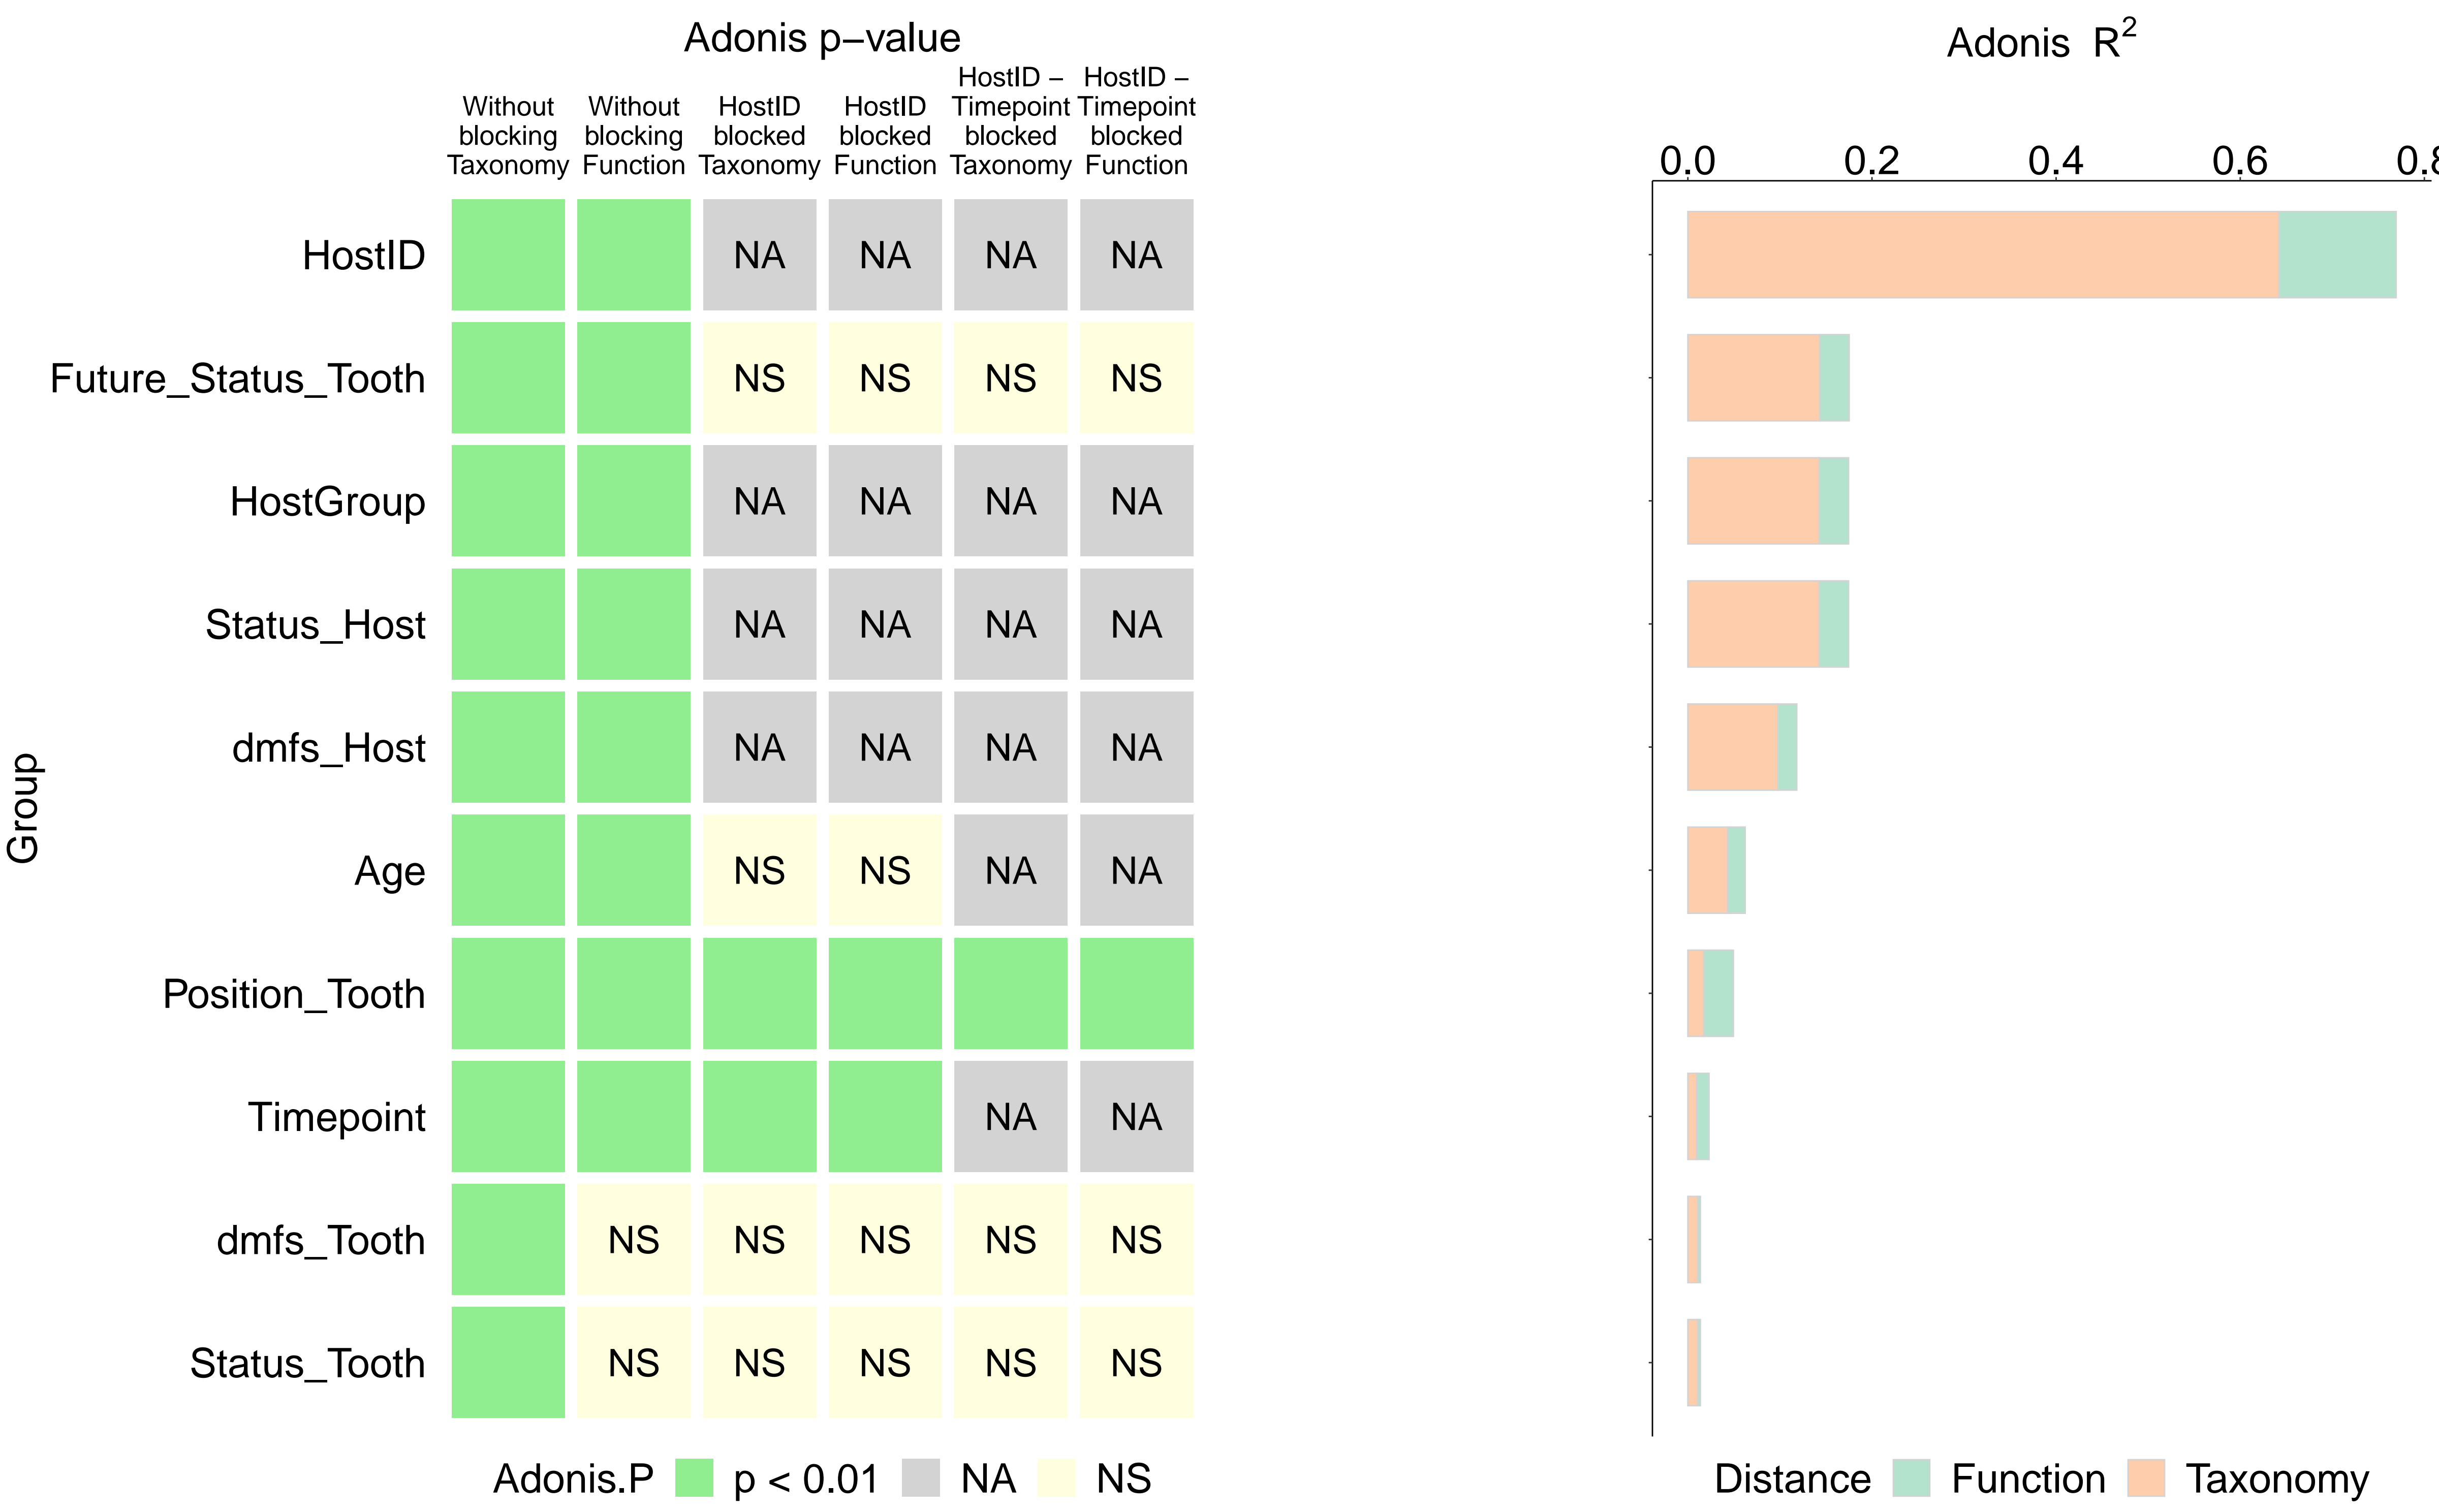 Adonis p−value
Adonis R²
Without blocking Taxonomy
Without blocking Function
HostID blocked Taxonomy
HostID blocked Function
HostID − Timepoint blocked Taxonomy
HostID − Timepoint blocked Function
0.0 0.2 0.4 0.6 0.8
HostID NA NA NA NA
Future_Status_Tooth NS NS NS NS
HostGroup NA NA NA NA
Status_Host NA NA NA NA
dmfs_Host NA NA NA NA
Group
Age NS NS NA NA
Position_Tooth
Timepoint NA NA
dmfs_Tooth NS NS NS NS NS
Status_Tooth NS NS NS NS NS
Adonis.P p < 0.01 NA NS
Distance Function Taxonomy